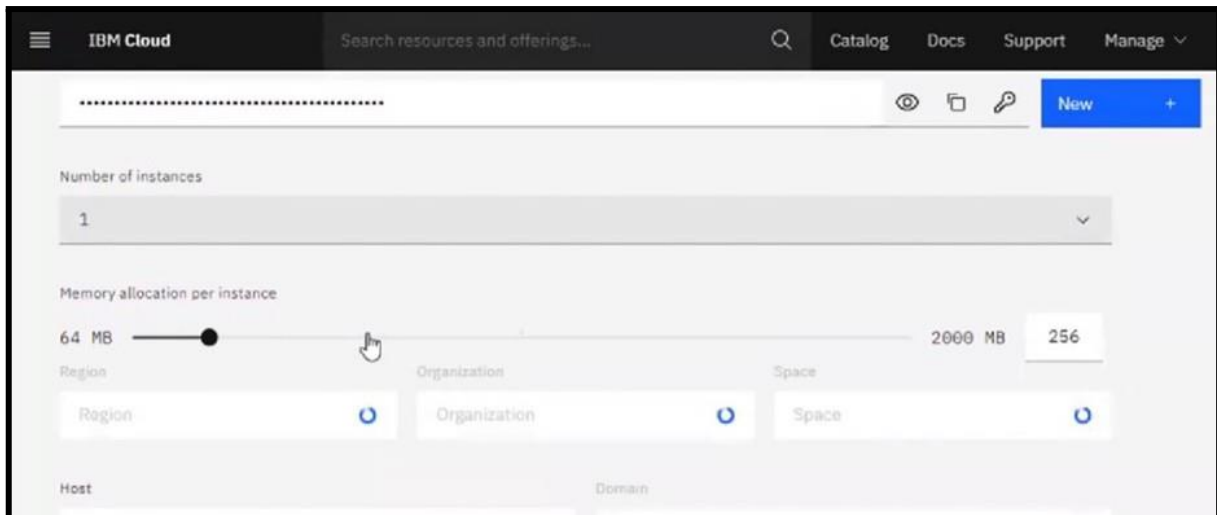 IBM Cloud Search resources and offerings... Catalog Docs Support Manage
•••••••••••••••••••••••••••••••••••••••••••• New +
Number of instances
1
Memory allocation per instance
64 MB 2000 MB 256
Region Organization Space
Region Organization Space
Host Domain